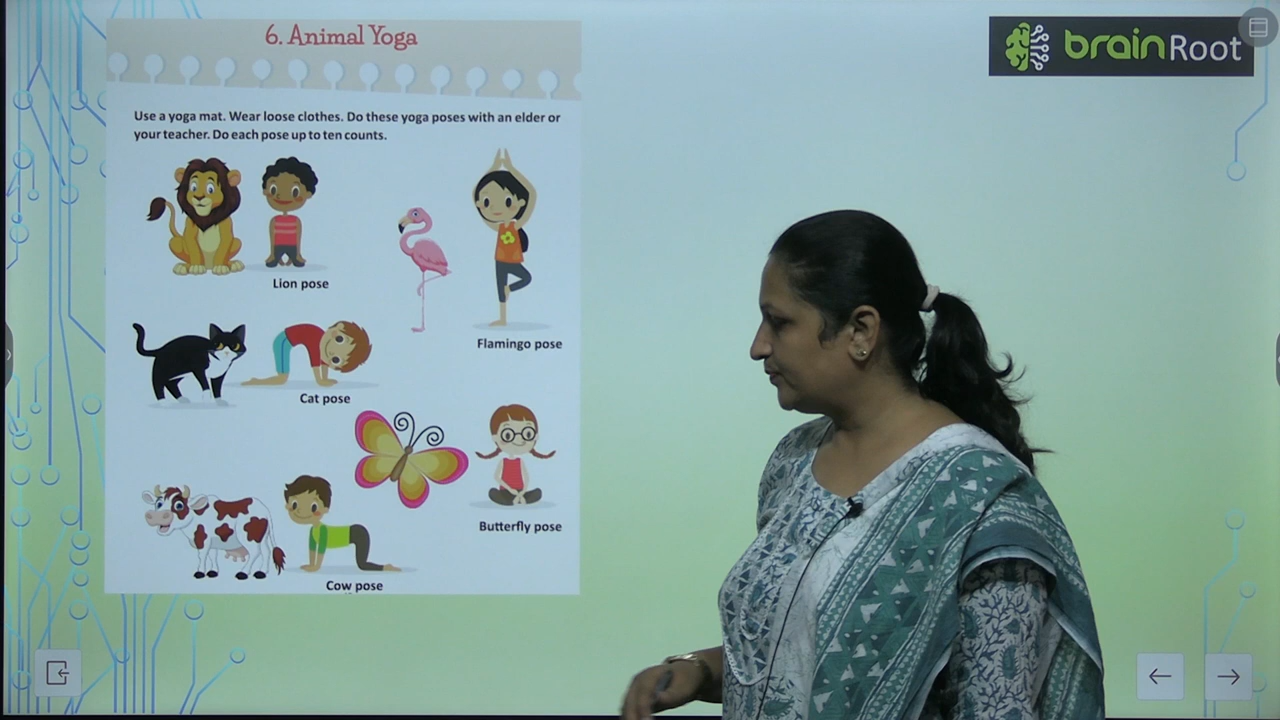 6. Animal Yoga
brainRoot
Use a yoga mat. Wear loose clothes. Do these yoga poses with an elder or
your teacher. Do each pose up to ten counts.
Lion pose
Flamingo pose
Cat pose
Butterfly pose
Cow pose